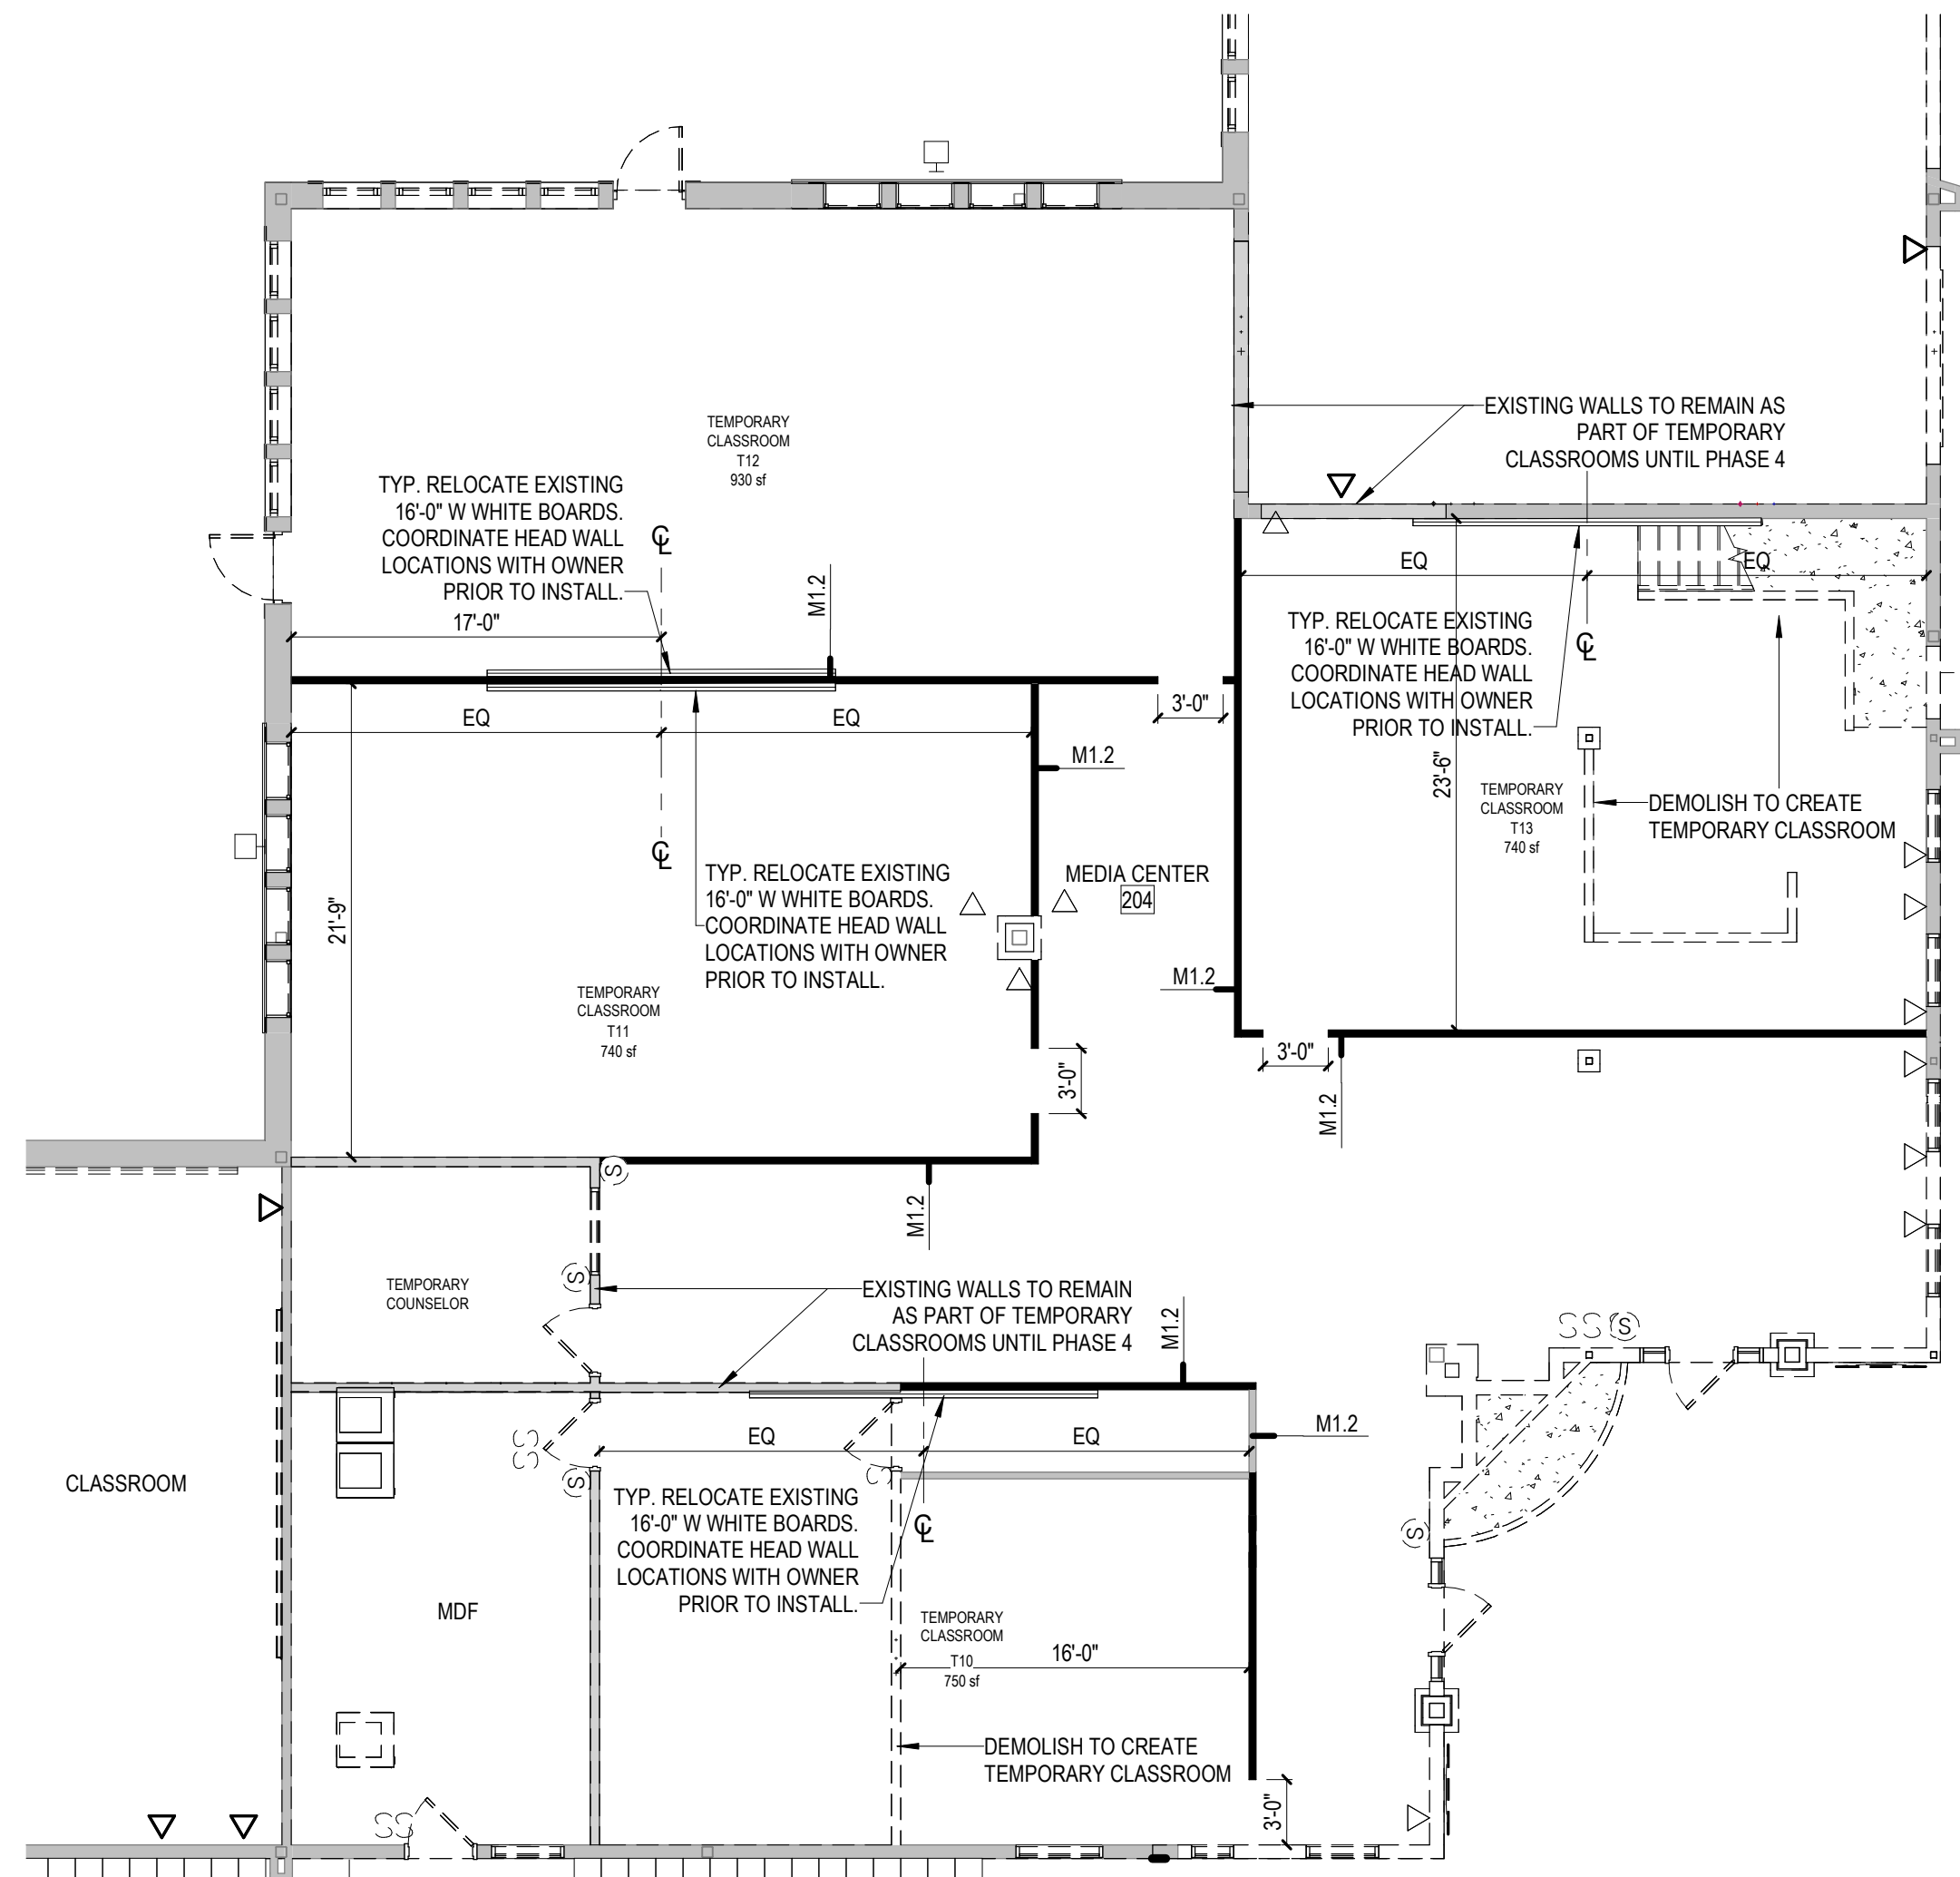 EXISTING WALLS TO REMAIN AS
PART OF TEMPORARY
CLASSROOMS UNTIL PHASE 4
TEMPORARY
CLASSROOM
T12
930 sf
TYP. RELOCATE EXISTING
16'-0" W WHITE BOARDS.
COORDINATE HEAD WALL
LOCATIONS WITH OWNER
PRIOR TO INSTALL.
℄
M1.2
17'-0"
EQ
EQ
TYP. RELOCATE EXISTING
16'-0" W WHITE BOARDS.
COORDINATE HEAD WALL
LOCATIONS WITH OWNER
PRIOR TO INSTALL.
℄
3'-0"
EQ
EQ
M1.2
23'-6"
TEMPORARY
CLASSROOM
T13
740 sf
DEMOLISH TO CREATE
TEMPORARY CLASSROOM
℄
TYP. RELOCATE EXISTING
16'-0" W WHITE BOARDS.
COORDINATE HEAD WALL
LOCATIONS WITH OWNER
PRIOR TO INSTALL.
MEDIA CENTER
204
21'-9"
M1.2
TEMPORARY
CLASSROOM
T11
740 sf
3'-0"
3'-0"
M1.2
S
M1.2
S
TEMPORARY
COUNSELOR
EXISTING WALLS TO REMAIN
AS PART OF TEMPORARY
CLASSROOMS UNTIL PHASE 4
M1.2
SS
S
S
M1.2
EQ
EQ
SS
S
S
CLASSROOM
TYP. RELOCATE EXISTING
16'-0" W WHITE BOARDS.
COORDINATE HEAD WALL
LOCATIONS WITH OWNER
PRIOR TO INSTALL.
℄
S
MDF
TEMPORARY
CLASSROOM
T10
750 sf
16'-0"
DEMOLISH TO CREATE
TEMPORARY CLASSROOM
3'-0"
SS